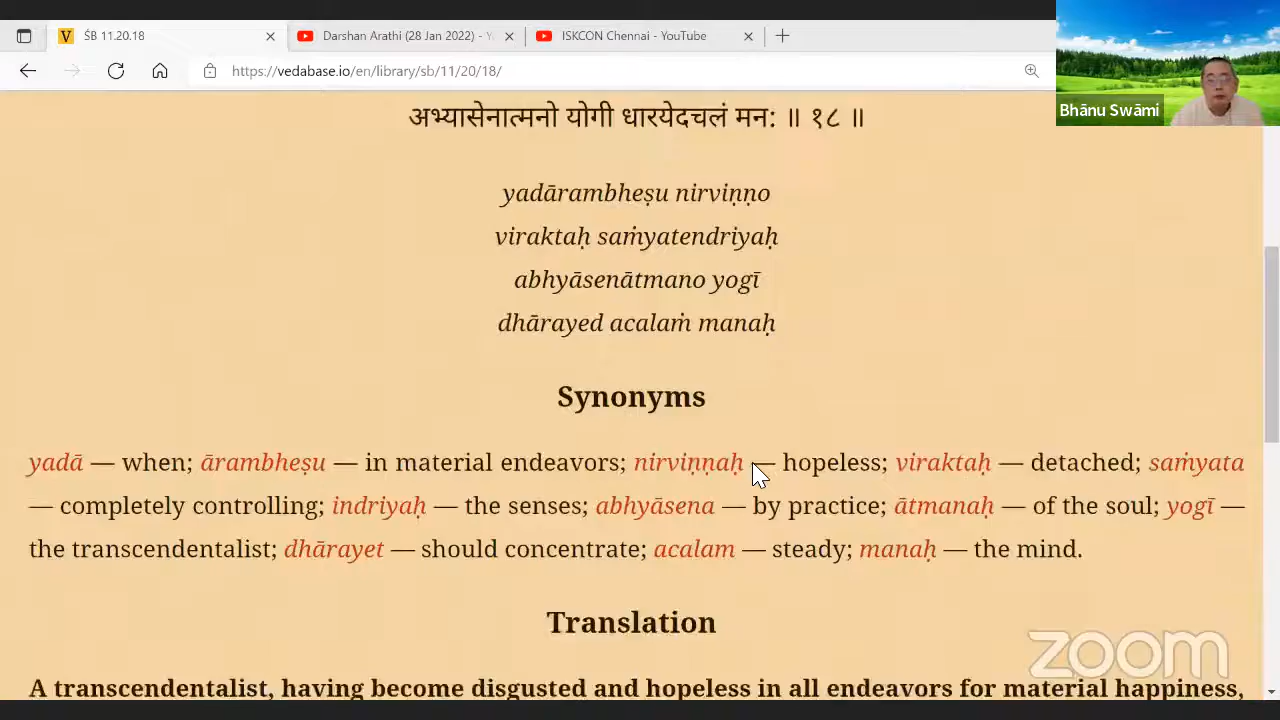 ŚB 11.20.18
Darshan Arathi (28 Jan 2022) - Y
ISKCON Chennai - YouTube
https://vedabase.io/en/library/sb/11/20/18/
Bhānu Swāmi
अभ्यासेनात्मनो योगी धारयेदचलं मन: ॥ १८ ॥
yadārambheṣu nirviṇṇo
viraktaḥ saṁyatendriyaḥ
abhyāsenātmano yogī
dhārayed acalaṁ manaḥ
Synonyms
yadā — when; ārambheṣu — in material endeavors; nirviṇṇaḥ — hopeless; viraktaḥ — detached; saṁyata
— completely controlling; indriyaḥ — the senses; abhyāsena — by practice; ātmanaḥ — of the soul; yogī —
the transcendentalist; dhārayet — should concentrate; acalam — steady; manaḥ — the mind.
Translation
A transcendentalist, having become disgusted and hopeless in all endeavors for material happiness,
zoom